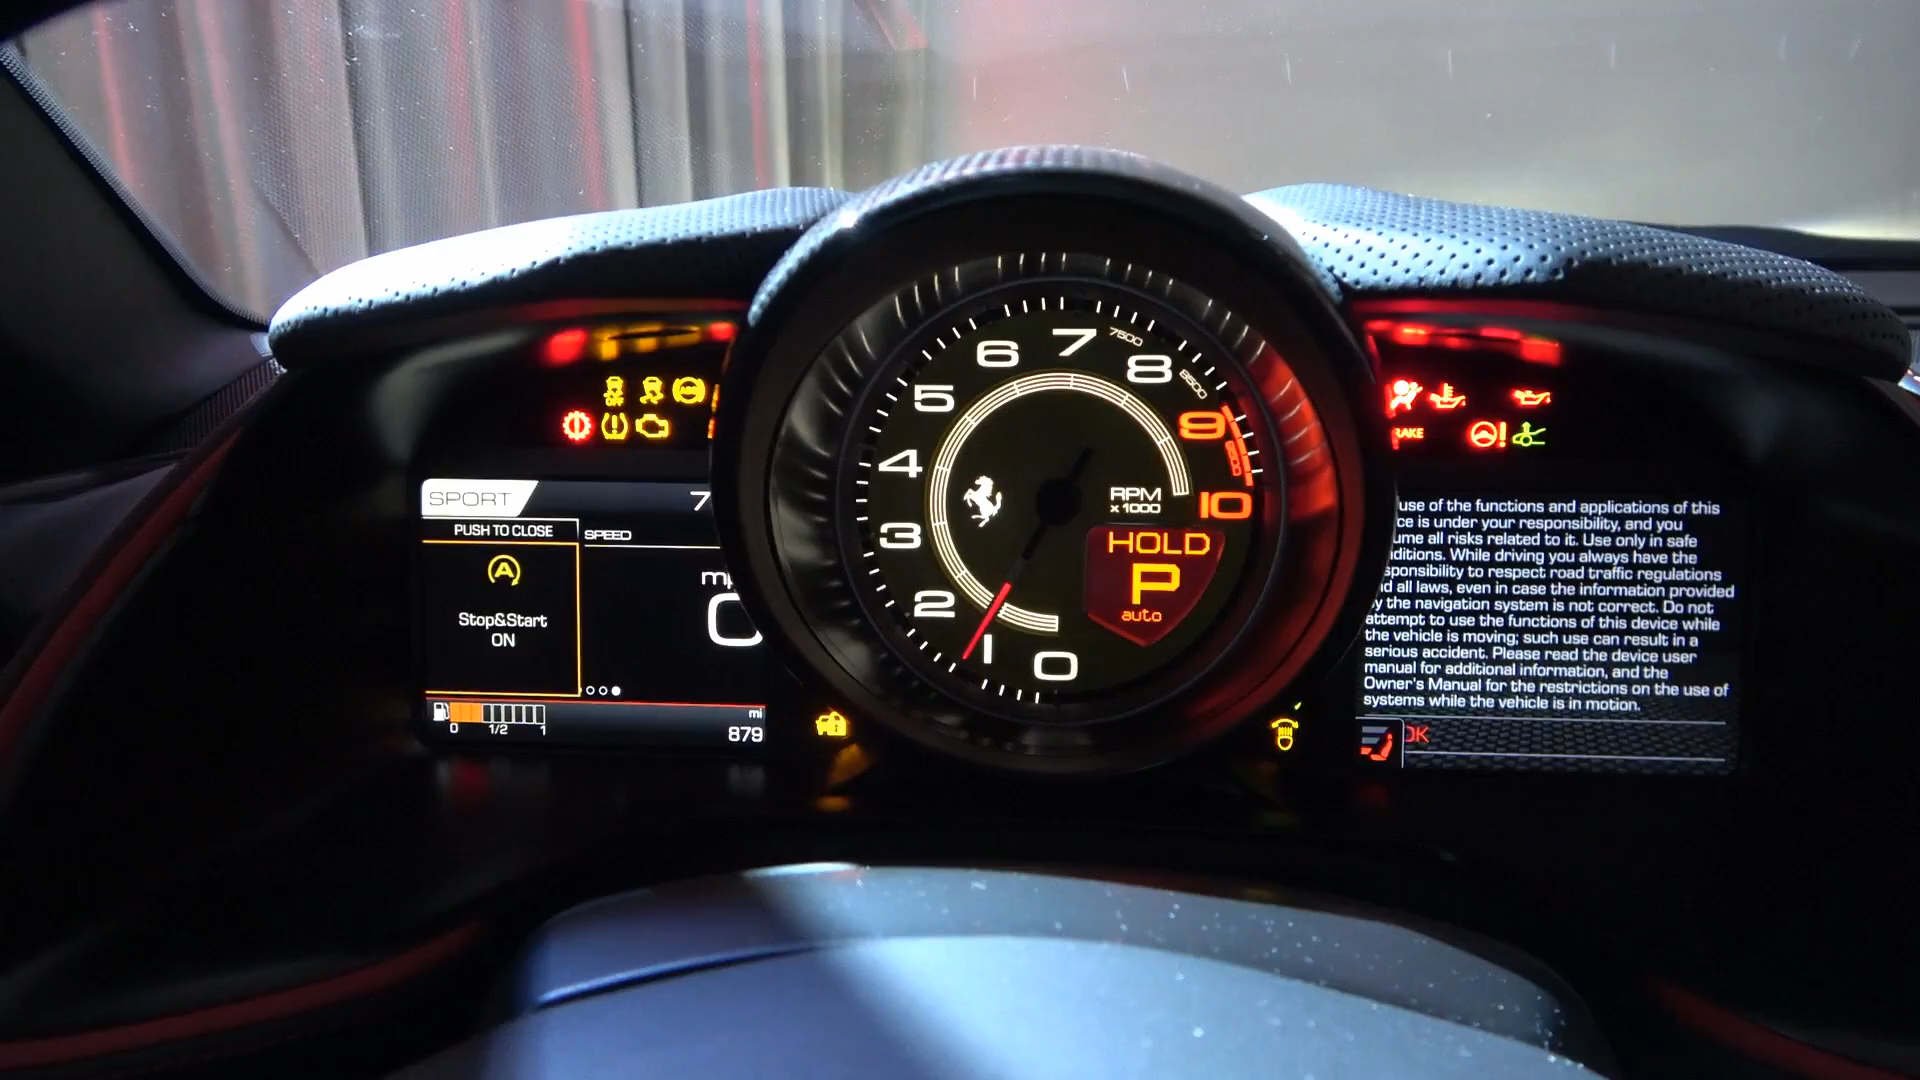 OFF
SPORT
7
PUSH TO CLOSE
SPEED
A
Stop&Start
ON
0
0 1/2 1
mi
879
7
7500
6
8
8500
5
9
4
10
RPM
x1000
3
HOLD
P
auto
2
1
0
use of the functions and applications of this
is under your responsibility, and you
all risks related to it. Use only in safe
While driving you always have the
to respect road traffic regulations
all laws, even in case the information provided
the navigation system is not correct. Do not
attempt to use the functions of this device while
the vehicle is moving; such use can result in a
serious accident. Please read the device user
manual for additional information, and the
Owner's Manual for the restrictions on the use of
systems while the vehicle is in motion.
OK